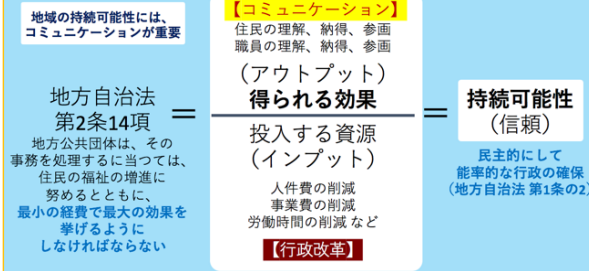 地域の持続可能性には、
コミュニケーションが重要
地方自治法
第2条14項
地方公共団体は、その
事務を処理するに当つては、
住民の福祉の増進に
努めるとともに、
最小の経費で最大の効果を
挙げるように
しなければならない
=
【コミュニケーション】
住民の理解、納得、参画
職員の理解、納得、参画
(アウトプット)
得られる効果
投入する資源
(インプット)
人件費の削減
事業費の削減
労働時間の削減 など
【行政改革】
=
持続可能性
(信頼)
民主的にして
能率的な行政の確保
(地方自治法 第1条の2)